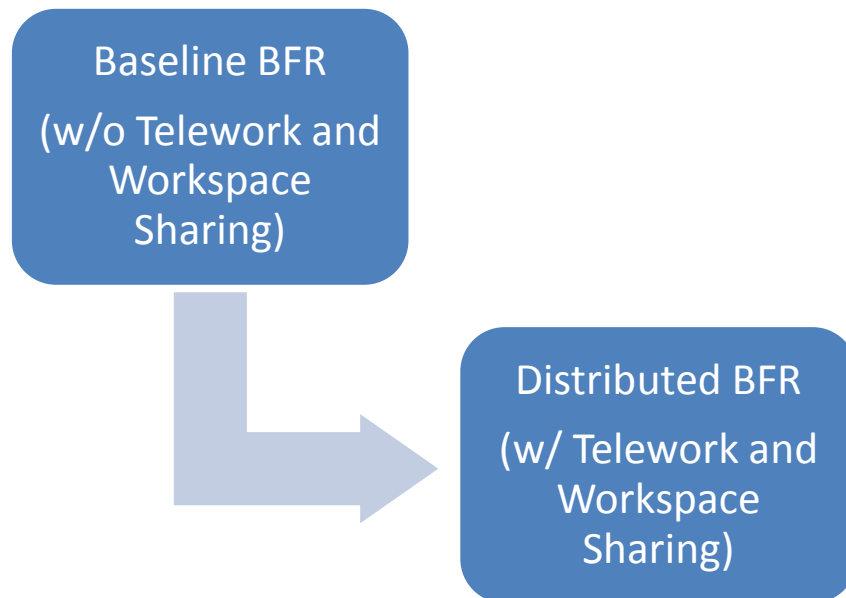 Baseline BFR
(w/o Telework and
Workspace
Sharing)
Distributed BFR
(w/ Telework and
Workspace
Sharing)